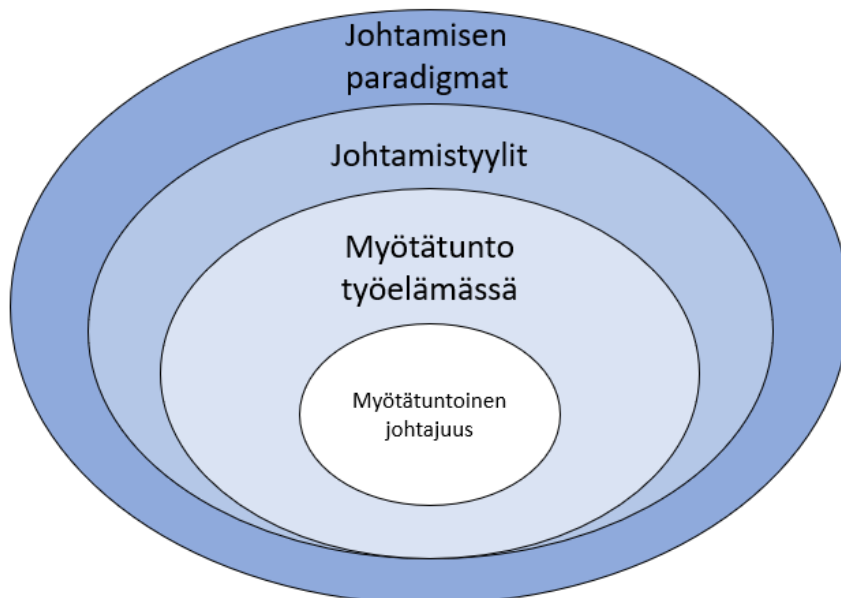 Johtamisen
paradigmat
Johtamistyylit
Myötätunto
työelämässä
Myötätuntoinen
johtajuus